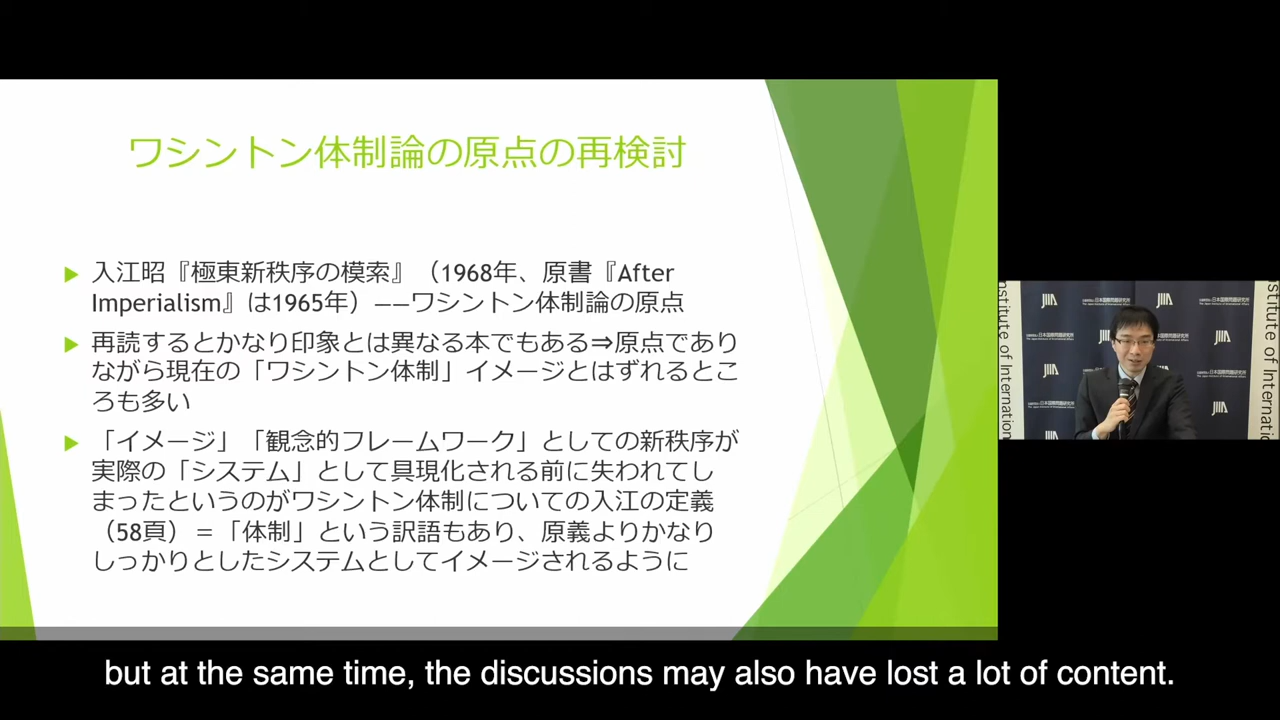 ワシントン体制論の原点の再検討
入江昭『極東新秩序の模索』（1968年、原書『After
Imperialism』は1965年）——ワシントン体制論の原点
再読するとかなり印象とは異なる本でもある⇒原点であり
ながら現在の「ワシントン体制」イメージとはずれるとこ
ろも多い
「イメージ」「観念的フレームワーク」としての新秩序が
実際の「システム」として具現化される前に失われてし
まったというのがワシントン体制についての入江の定義
（58頁）＝「体制」という訳語もあり、原義よりかなり
しっかりとしたシステムとしてイメージされるように
JIIA
日本国際問題研究所
nstitute of Internation
stitute of Internati
but at the same time, the discussions may also have lost a lot of content.